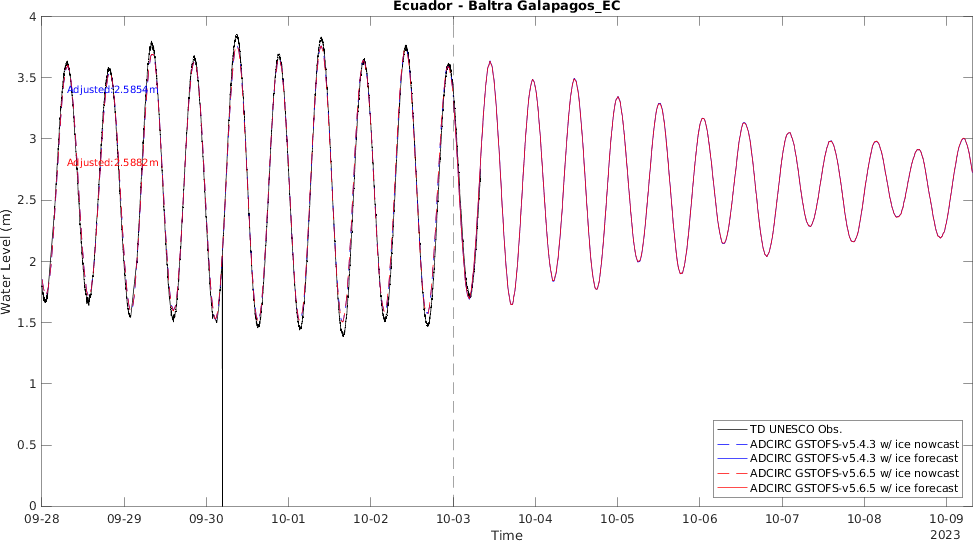 Ecuador - Baltra Galapagos_EC
4
3.5
3
2.5
2
1.5
1
0.5
0
Water Level (m)
Adjusted:2.5854m
Adjusted:2.5882m
TD UNESCO Obs.
ADCIRC GSTOFS-v5.4.3 w/ ice nowcast
ADCIRC GSTOFS-v5.4.3 w/ ice forecast
ADCIRC GSTOFS-v5.6.5 w/ ice nowcast
ADCIRC GSTOFS-v5.6.5 w/ ice forecast
09-28 09-29 09-30 10-01 10-02 10-03 10-04 10-05 10-06 10-07 10-08 10-09
2023
Time